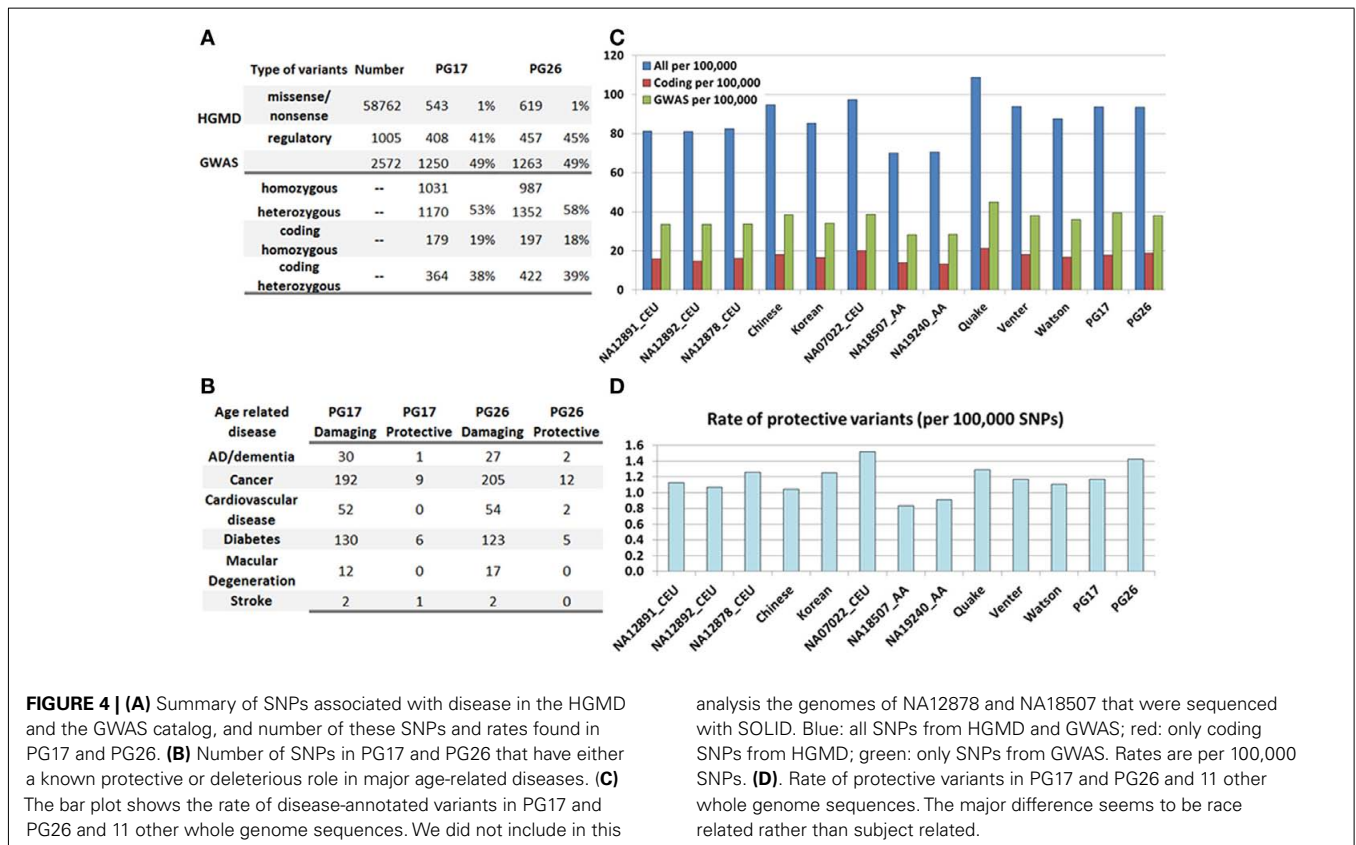 A
Type of variants Number PG17 PG26
HGMD
missense/
nonsense 58762 543 1% 619 1%
regulatory 1005 408 41% 457 45%
GWAS 2572 1250 49% 1263 49%
homozygous -- 1031 987
heterozygous -- 1170 53% 1352 58%
coding
homozygous -- 179 19% 197 18%
coding
heterozygous -- 364 38% 422 39%
C
120
100
80
60
40
20
0
All per 100,000
Coding per 100,000
GWAS per 100,000
NA12891_CEU
NA12892_CEU
NA12878_CEU
Chinese
Korean
NA07022_CEU
NA18507_AA
NA19240_AA
Quake
Venter
Watson
PG17
PG26
B
Age related
disease
PG17
Damaging
PG17
Protective
PG26
Damaging
PG26
Protective
AD/dementia 30 1 27 2
Cancer 192 9 205 12
Cardiovascular
disease 52 0 54 2
Diabetes 130 6 123 5
Macular
Degeneration 12 0 17 0
Stroke 2 1 2 0
D
Rate of protective variants (per 100,000 SNPs)
1.6
1.4
1.2
1.0
0.8
0.6
0.4
0.2
0.0
NA12891_CEU
NA12892_CEU
NA12878_CEU
Chinese
Korean
NA07022_CEU
NA18507_AA
NA19240_AA
Quake
Venter
Watson
PG17
PG26
FIGURE 4 | (A) Summary of SNPs associated with disease in the HGMD
and the GWAS catalog, and number of these SNPs and rates found in
PG17 and PG26. (B) Number of SNPs in PG17 and PG26 that have either
a known protective or deleterious role in major age-related diseases. (C)
The bar plot shows the rate of disease-annotated variants in PG17 and
PG26 and 11 other whole genome sequences. We did not include in this
analysis the genomes of NA12878 and NA18507 that were sequenced
with SOLID. Blue: all SNPs from HGMD and GWAS; red: only coding
SNPs from HGMD; green: only SNPs from GWAS. Rates are per 100,000
SNPs. (D). Rate of protective variants in PG17 and PG26 and 11 other
whole genome sequences. The major difference seems to be race
related rather than subject related.